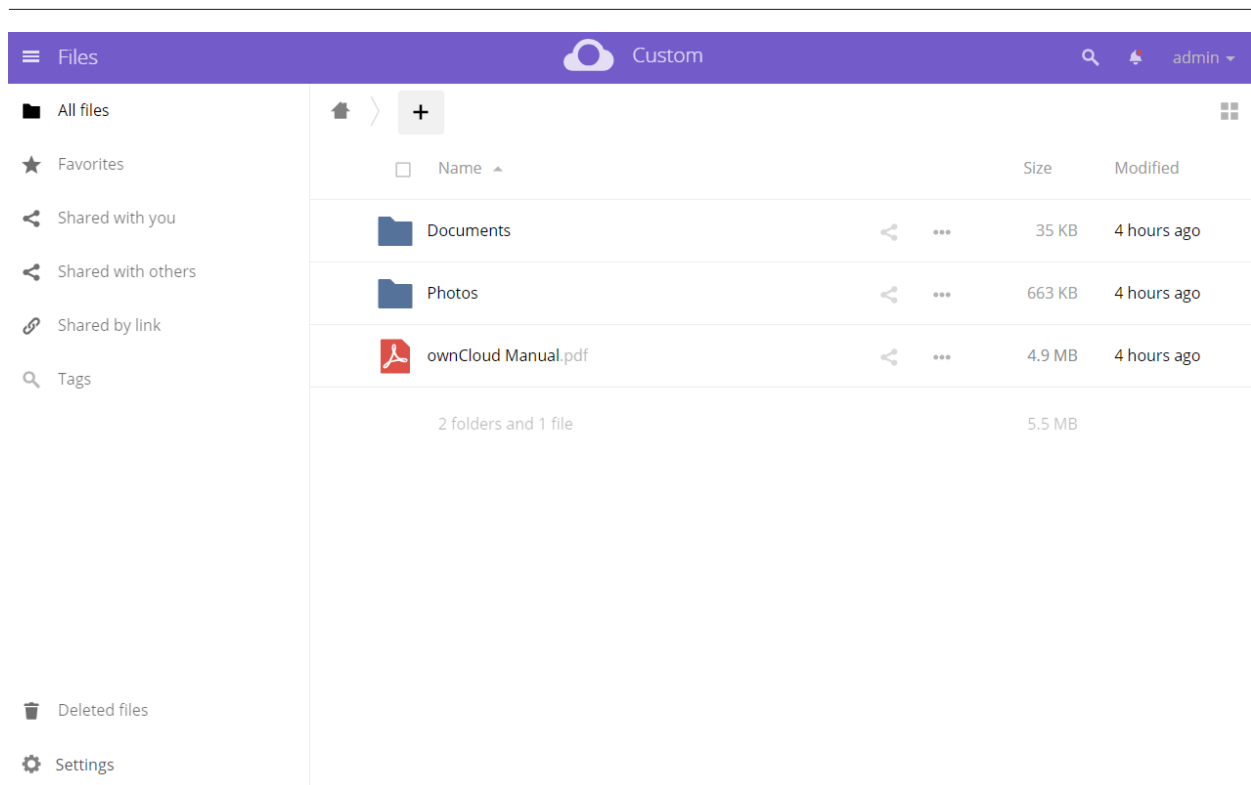 Files Custom admin
All files
Favorites
Shared with you
Shared with others
Shared by link
Tags
Deleted files
Settings
+
Name Size Modified
Documents 35 KB 4 hours ago
Photos 663 KB 4 hours ago
ownCloud Manual.pdf 4.9 MB 4 hours ago
2 folders and 1 file 5.5 MB